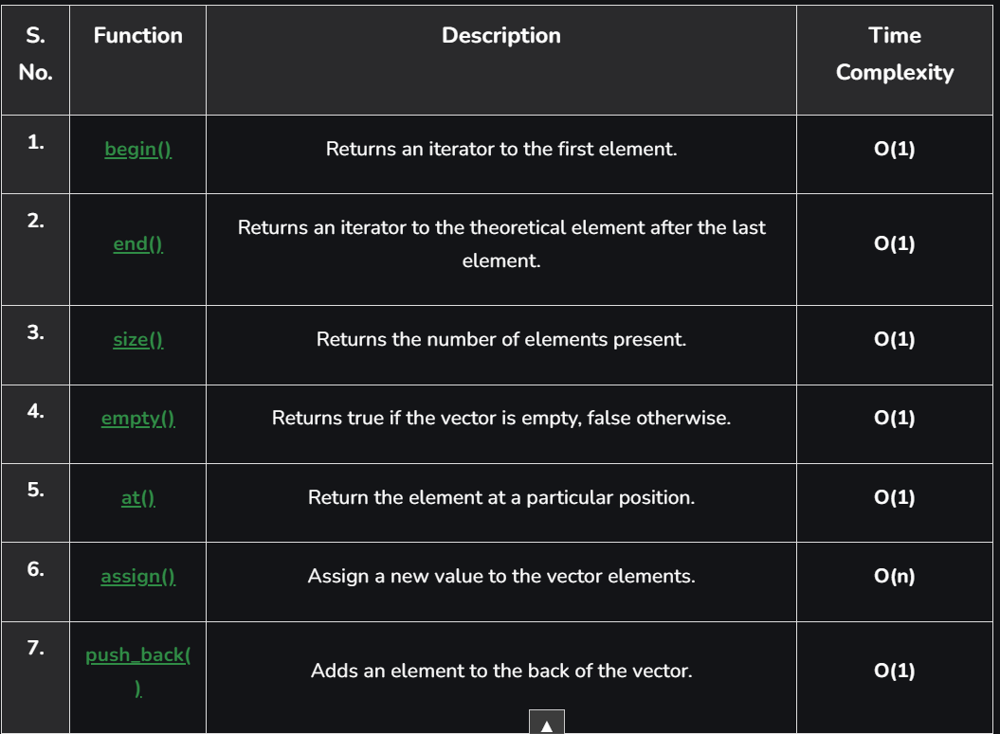 S. No. Function Description Time Complexity
1. begin() Returns an iterator to the first element. O(1)
2. end() Returns an iterator to the theoretical element after the last element. O(1)
3. size() Returns the number of elements present. O(1)
4. empty() Returns true if the vector is empty, false otherwise. O(1)
5. at() Return the element at a particular position. O(1)
6. assign() Assign a new value to the vector elements. O(n)
7. push_back() Adds an element to the back of the vector. O(1)